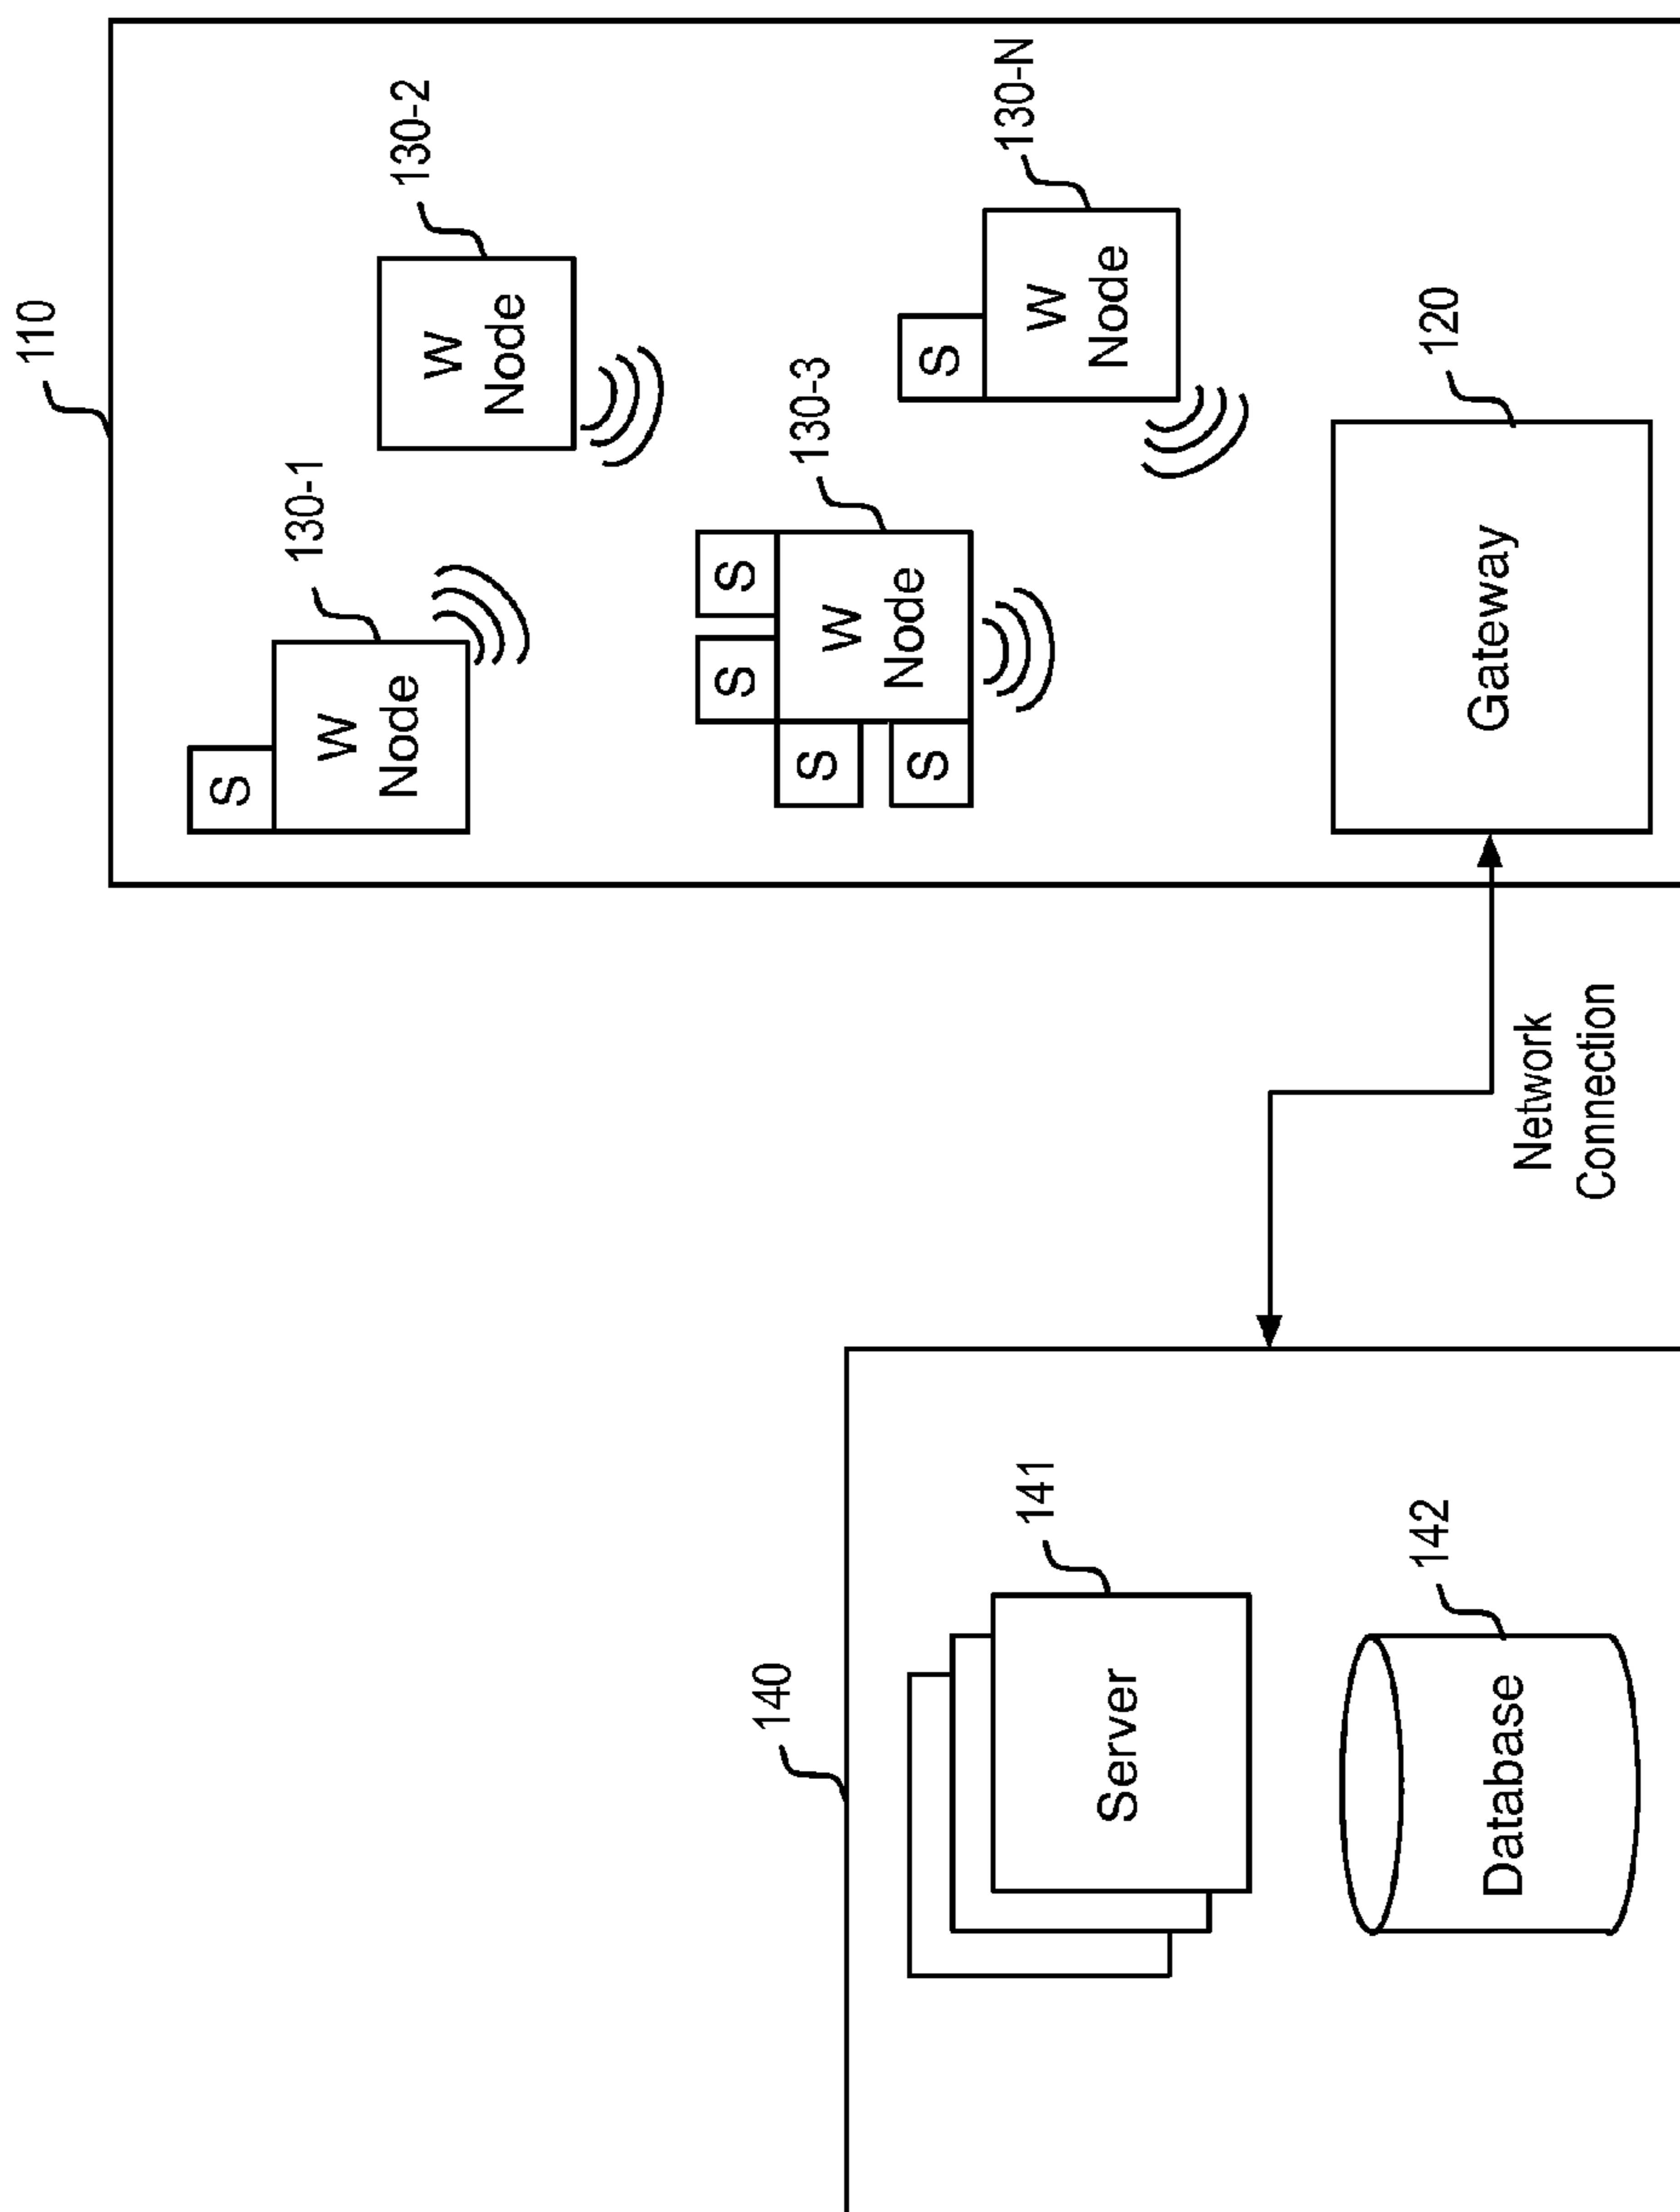 110
130-1
S
W
Node
130-2
W
Node
130-3
S
S
S
S
W
Node
130-N
S
W
Node
120
Gateway
Network
Connection
140
141
Server
142
Database